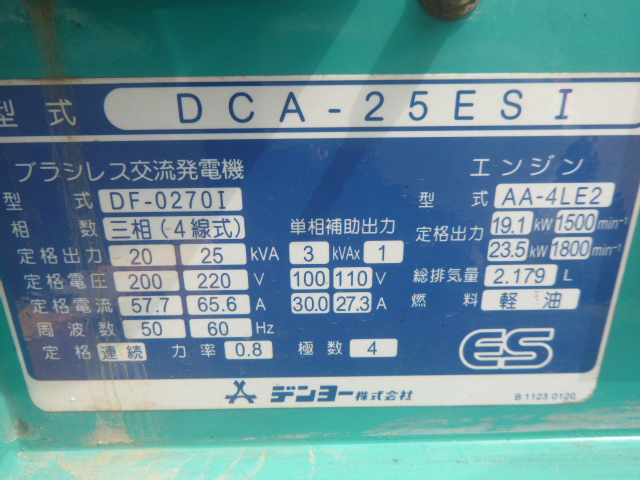 型式 DCA-25ESI
ブラシレス交流発電機
型式 DF-0270I
相数 三相(4線式)
定格出力 20 25 kVA
定格電圧 200 220 V
定格電流 57.7 65.6 A
周波数 50 60 Hz
定格 連続 力率 0.8 極数 4
単相補助出力
3 kVAx 1
100 110 V
30.0 27.3 A
エンジン
型式 AA-4LE2
定格出力 19.1 kW 1500 min⁻¹
23.5 kW 1800 min⁻¹
総排気量 2.179 L
燃料 軽油
ES
デンヨー株式会社
B 1123 0120